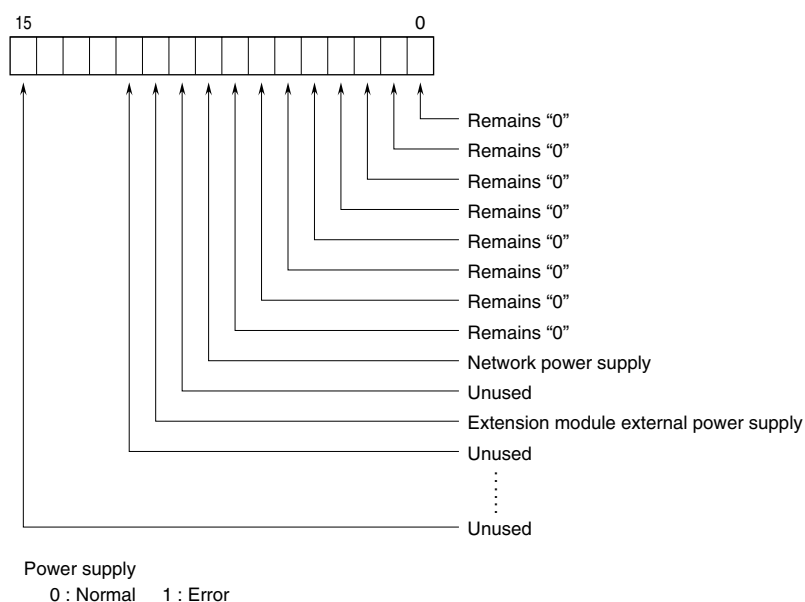 15 0
Remains “0”
Remains “0”
Remains “0”
Remains “0”
Remains “0”
Remains “0”
Remains “0”
Remains “0”
Network power supply
Unused
Extension module external power supply
Unused
Unused
Power supply
0 : Normal 1 : Error